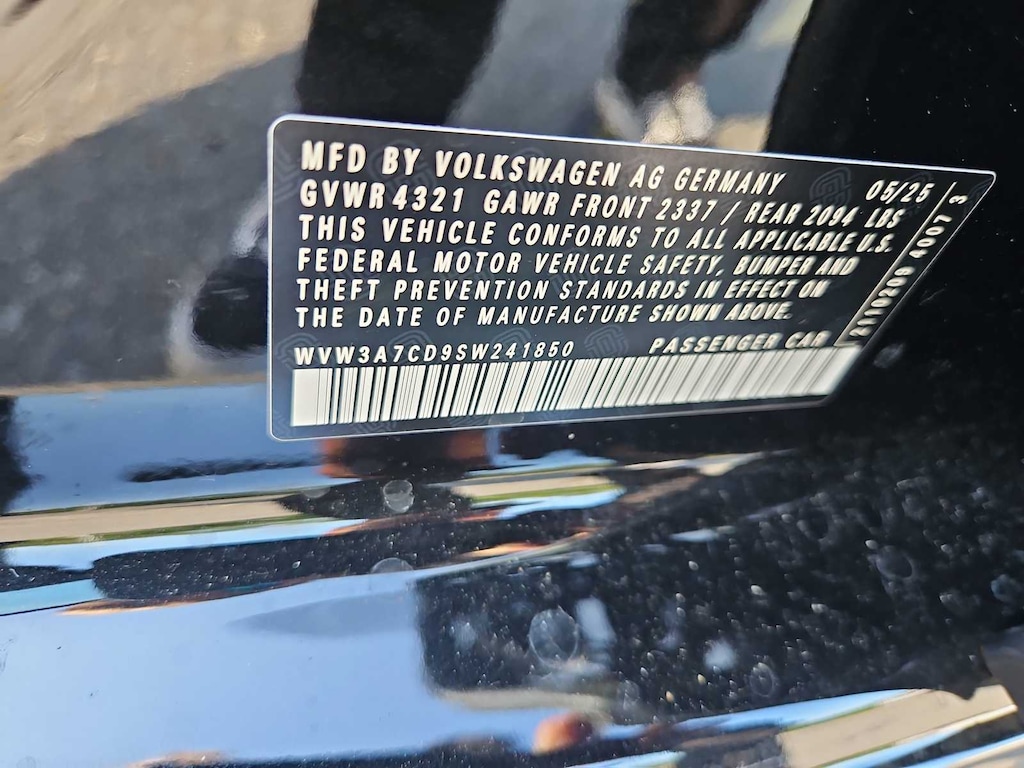 MFD BY VOLKSWAGEN AG GERMANY 05/25
GVWR 4321 GAWR FRONT 2337 / REAR 2094 LBS
THIS VEHICLE CONFORMS TO ALL APPLICABLE U.S.
FEDERAL MOTOR VEHICLE SAFETY, BUMPER AND
THEFT PREVENTION STANDARDS IN EFFECT ON
THE DATE OF MANUFACTURE SHOWN ABOVE.
WVW3A7CD9SW241850 PASSENGER CAR
4007 3